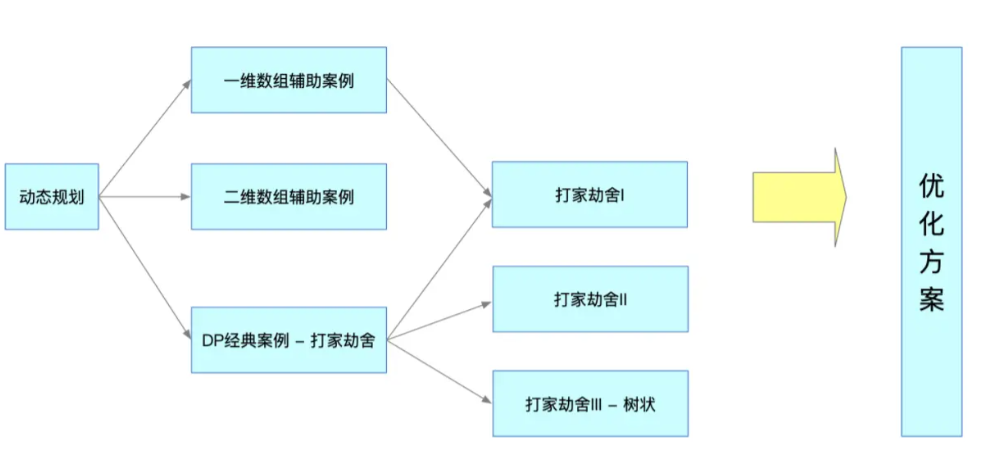 动态规划
一维数组辅助案例
二维数组辅助案例
DP经典案例 - 打家劫舍
打家劫舍I
打家劫舍II
打家劫舍III - 树状
优
化
方
案